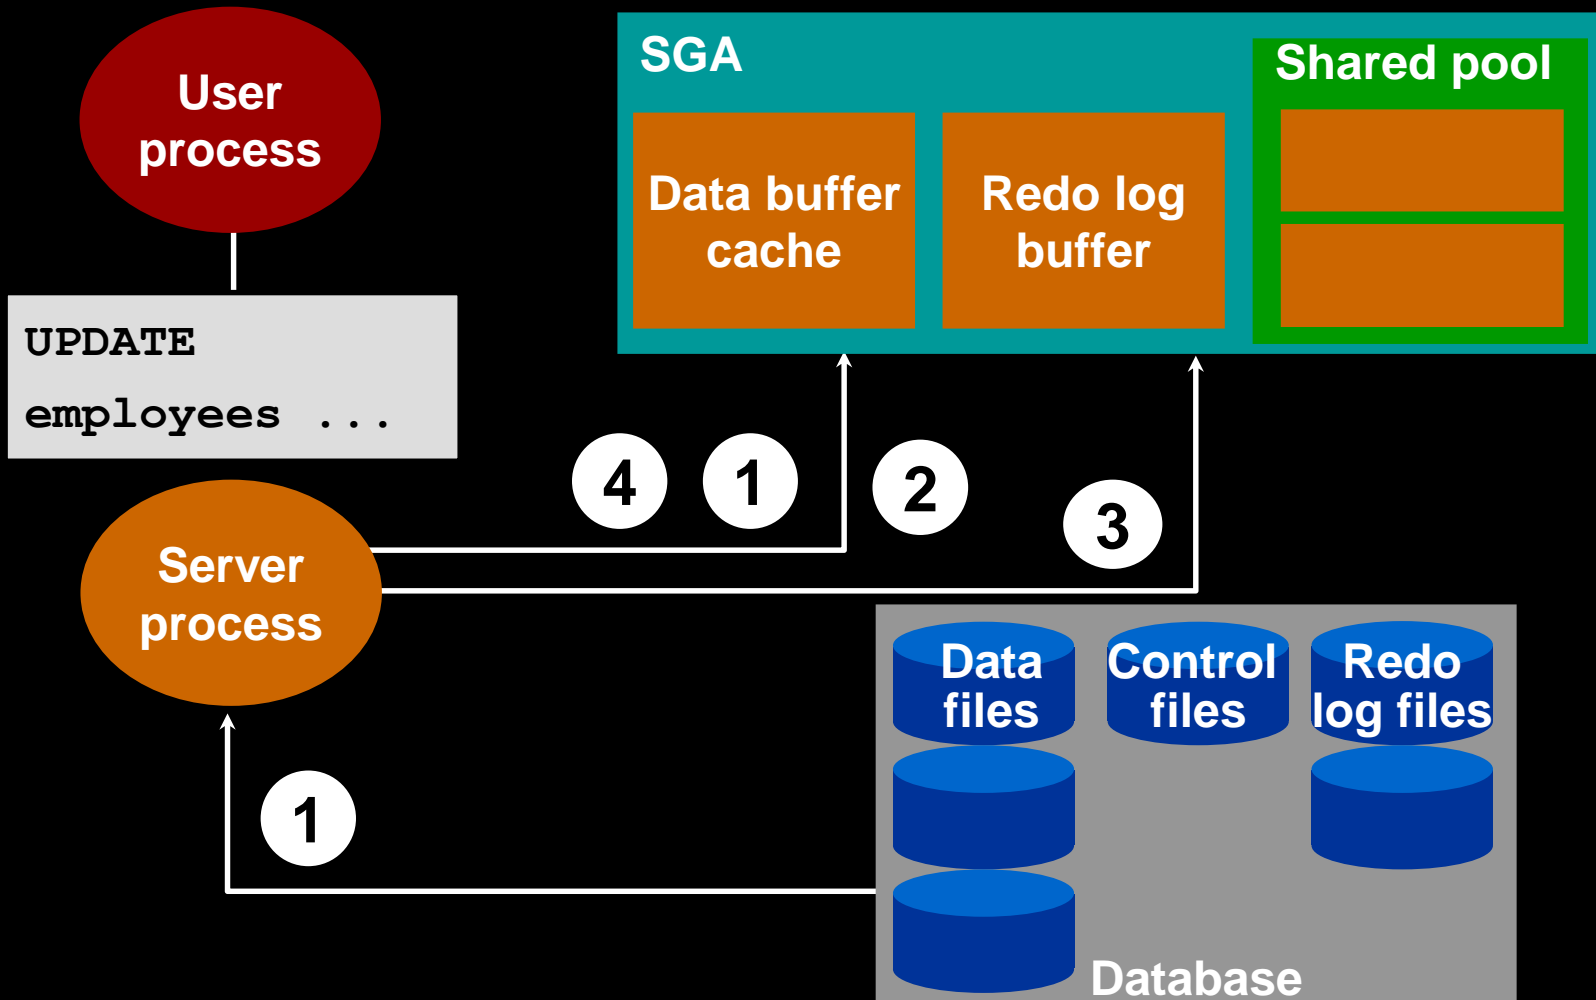 User
process
SGA
Shared pool
Data buffer
cache
Redo log
buffer
UPDATE
employees ...
4
1
2
3
Server
process
1
Data
files
Control
files
Redo
log files
Database